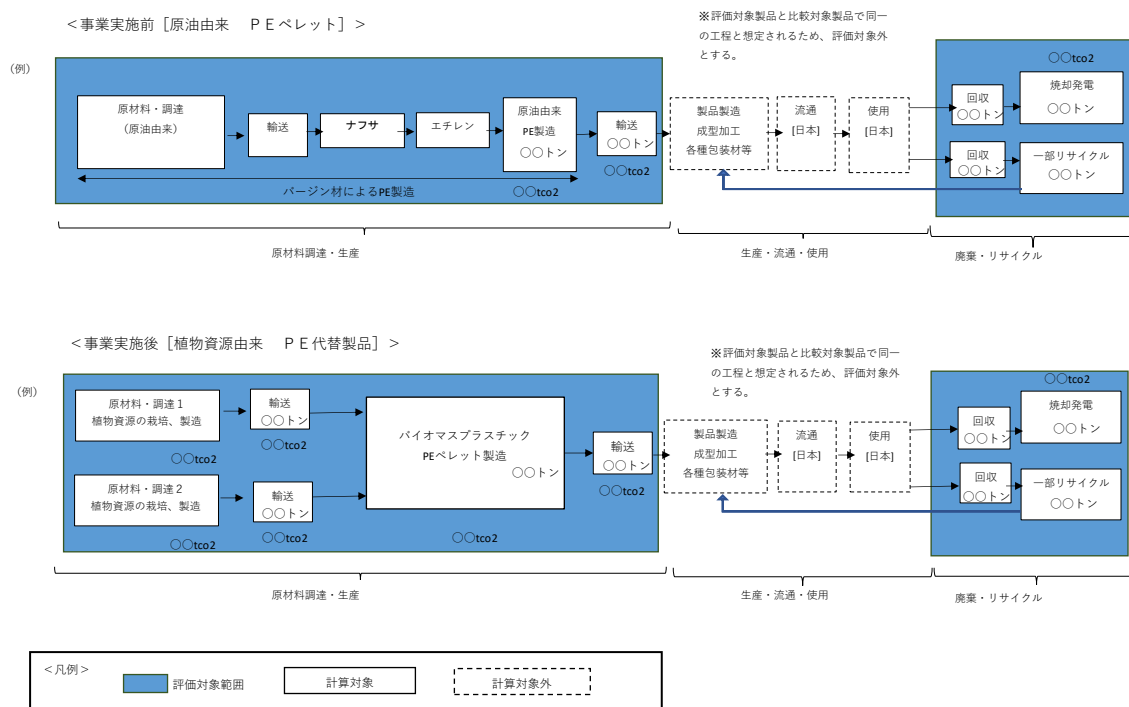 ＜事業実施前［原油由来　ＰＥペレット］＞
※評価対象製品と比較対象製品で同一
の工程と想定されるため、評価対象外
とする。
（例）
原材料・調達
（原油由来）
輸送
ナフサ
エチレン
原油由来
PE製造
〇〇トン
輸送
〇〇トン
バージン材によるPE製造
〇〇tco2
〇〇tco2
製品製造
成型加工
各種包装材等
流通
[日本]
使用
[日本]
〇〇tco2
回収
〇〇トン
焼却発電
〇〇トン
回収
〇〇トン
一部リサイクル
〇〇トン
原材料調達・生産
生産・流通・使用
廃棄・リサイクル
＜事業実施後［植物資源由来　ＰＥ代替製品］＞
※評価対象製品と比較対象製品で同一
の工程と想定されるため、評価対象外
とする。
（例）
原材料・調達１
植物資源の栽培、製造
〇〇tco2
輸送
〇〇トン
〇〇tco2
原材料・調達２
植物資源の栽培、製造
〇〇tco2
輸送
〇〇トン
〇〇tco2
バイオマスプラスチック
PEペレット製造
〇〇トン
〇〇tco2
輸送
〇〇トン
〇〇tco2
製品製造
成型加工
各種包装材等
流通
[日本]
使用
[日本]
〇〇tco2
回収
〇〇トン
焼却発電
〇〇トン
回収
〇〇トン
一部リサイクル
〇〇トン
原材料調達・生産
生産・流通・使用
廃棄・リサイクル
＜凡例＞
評価対象範囲
計算対象
計算対象外